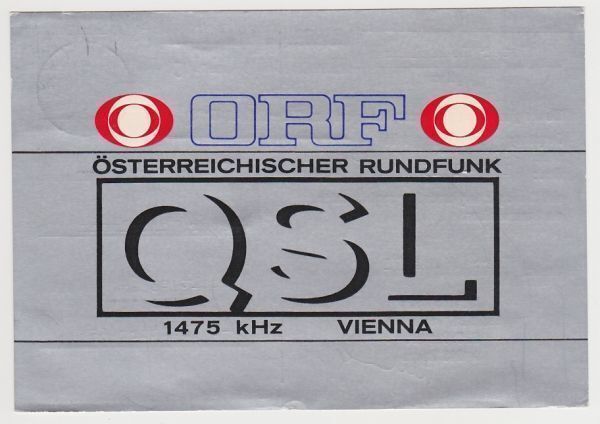 ORF
ÖSTERREICHISCHER RUNDFUNK
QSL
1475 kHz VIENNA